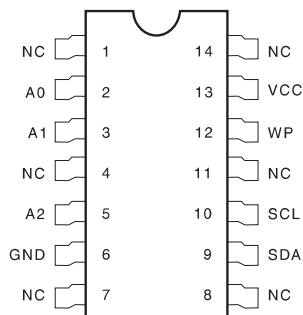 NC 1 14 NC
A0 2 13 VCC
A1 3 12 WP
NC 4 11 NC
A2 5 10 SCL
GND 6 9 SDA
NC 7 8 NC